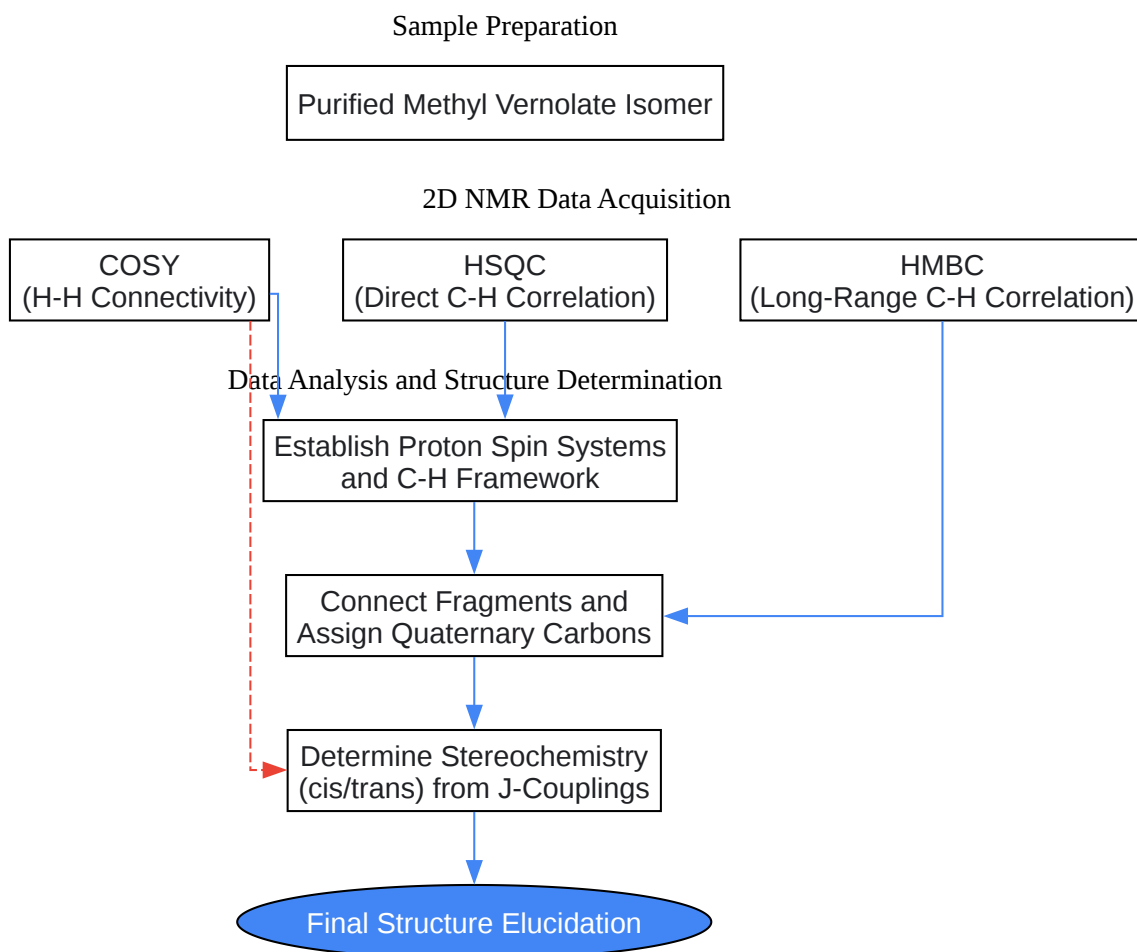 Sample Preparation
Purified Methyl Vernolate Isomer
2D NMR Data Acquisition
COSY
(H-H Connectivity)
HSQC
(Direct C-H Correlation)
HMBC
(Long-Range C-H Correlation)
Data Analysis and Structure Determination
Establish Proton Spin Systems
and C-H Framework
Connect Fragments and
Assign Quaternary Carbons
Determine Stereochemistry
(cis/trans) from J-Couplings
Final Structure Elucidation